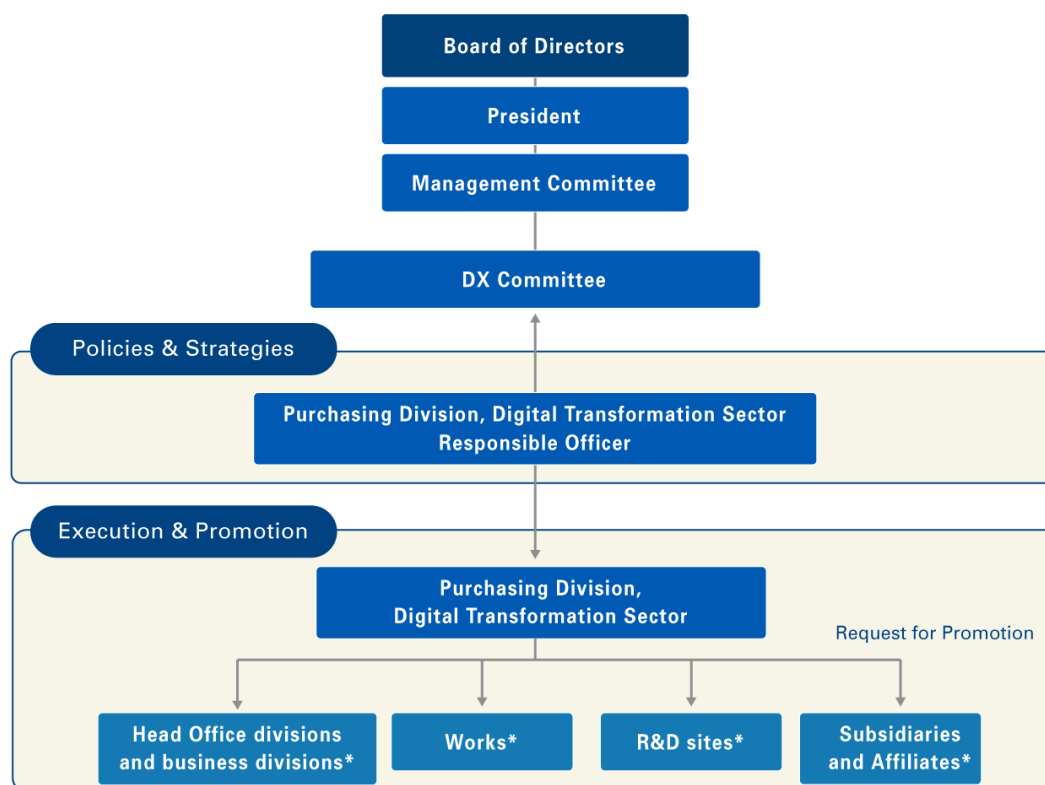 Board of Directors
President
Management Committee
DX Committee
Policies & Strategies
Purchasing Division, Digital Transformation Sector
Responsible Officer
Execution & Promotion
Purchasing Division,
Digital Transformation Sector
Request for Promotion
Head Office divisions
and business divisions*
Works*
R&D sites*
Subsidiaries
and Affiliates*